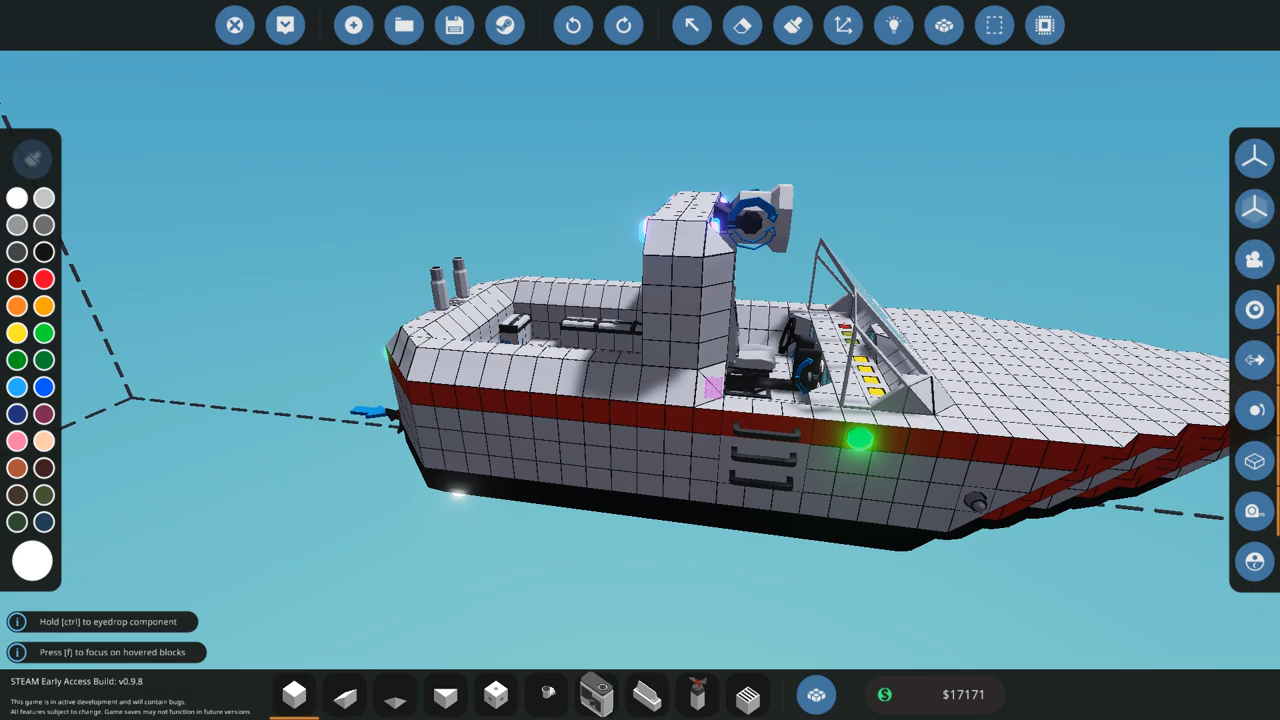 Hold [ctrl] to eyedrop component
Press [f] to focus on hovered blocks
STEAM Early Access Build: v0.9.8
This game is in active development and will contain bugs.
All features subject to change. Game saves may not function in future versions.
$17171